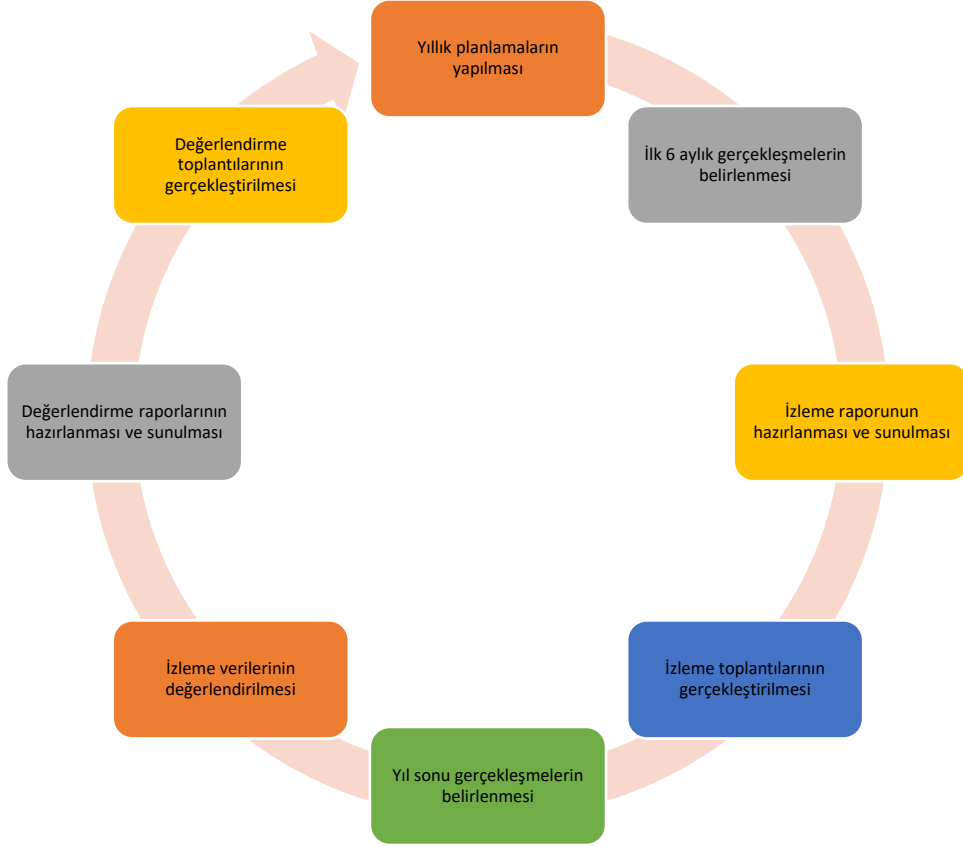 Yıllık planlamaların
yapılması
İlk 6 aylık gerçekleşmelerin
belirlenmesi
İzleme raporunun
hazırlanması ve sunulması
İzleme toplantılarının
gerçekleştirilmesi
Yıl sonu gerçekleşmelerin
belirlenmesi
İzleme verilerinin
değerlendirilmesi
Değerlendirme raporlarının
hazırlanması ve sunulması
Değerlendirme
toplantılarının
gerçekleştirilmesi